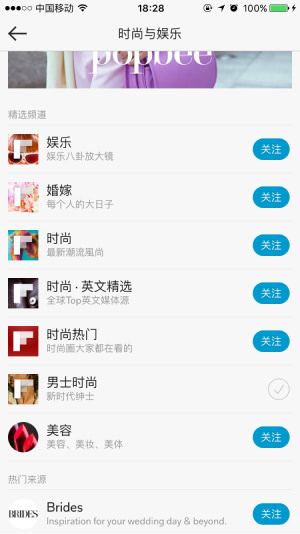 中国移动 18:28 100%
时尚与娱乐
popbee
精选频道
娱乐
娱乐八卦放大镜
关注
婚嫁
每个人的大日子
关注
时尚
最新潮流風尚
关注
时尚 · 英文精选
全球Top英文媒体源
关注
时尚热门
时尚圈大家都在看的
关注
男士时尚
新时代绅士
美容
美容、美妆、美体
关注
热门来源
BRIDES
Brides
Inspiration for your wedding day & beyond.
关注